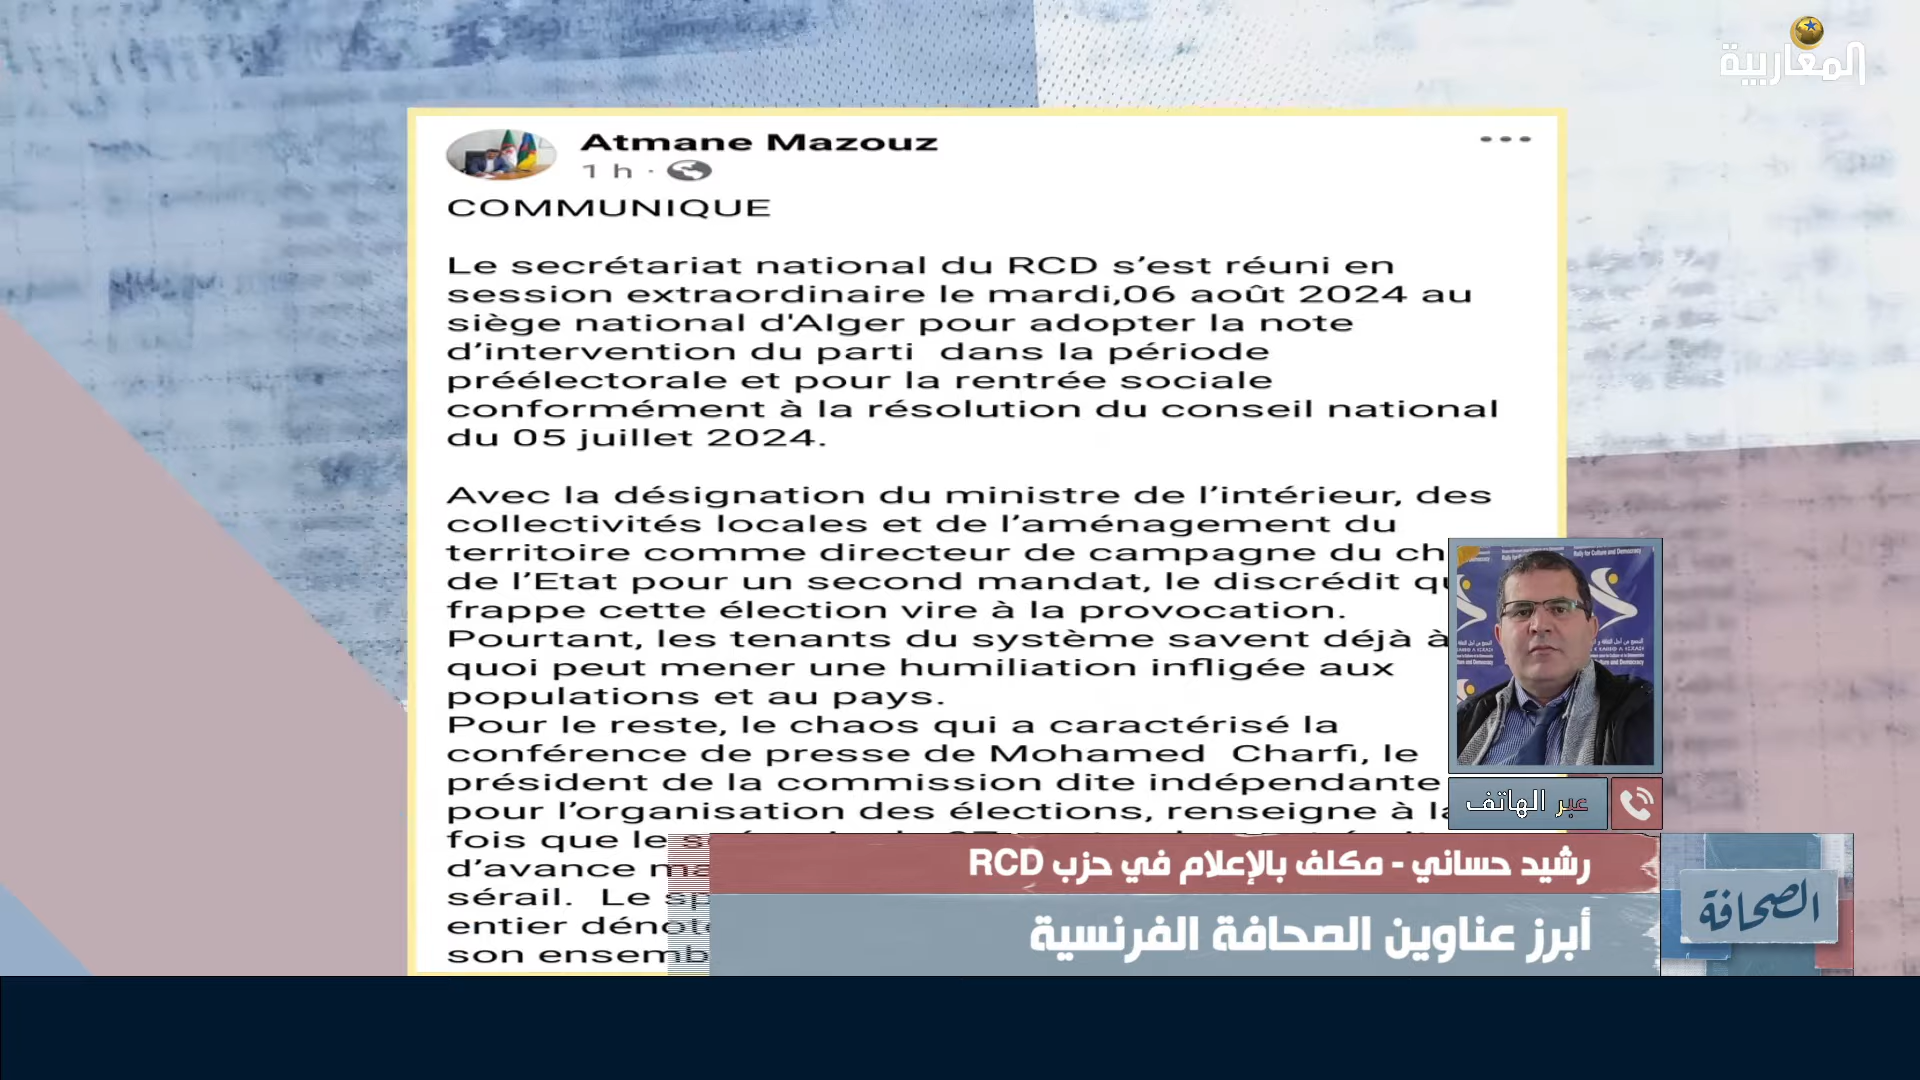 المغاربية
Atmane Mazouz
1 h ·
COMMUNIQUE
Le secrétariat national du RCD s’est réuni en
session extraordinaire le mardi,06 août 2024 au
siège national d'Alger pour adopter la note
d’intervention du parti dans la période
préélectorale et pour la rentrée sociale
conformément à la résolution du conseil national
du 05 juillet 2024.
Avec la désignation du ministre de l’intérieur, des
collectivités locales et de l’aménagement du
territoire comme directeur de campagne du ch
de l’Etat pour un second mandat, le discrédit qu
frappe cette élection vire à la provocation.
Pourtant, les tenants du système savent déjà à
quoi peut mener une humiliation infligée aux
populations et au pays.
Pour le reste, le chaos qui a caractérisé la
conférence de presse de Mohamed Charfi, le
président de la commission dite indépendante
pour l’organisation des élections, renseigne à la
fois que le
d’avance
sérail. Le
entier
son
Rally for Culture and Democracy
عبر الهاتف
رشيد حساني - مكلف بالإعلام في حزب RCD
أبرز عناوين الصحافة الفرنسية
الصحافة